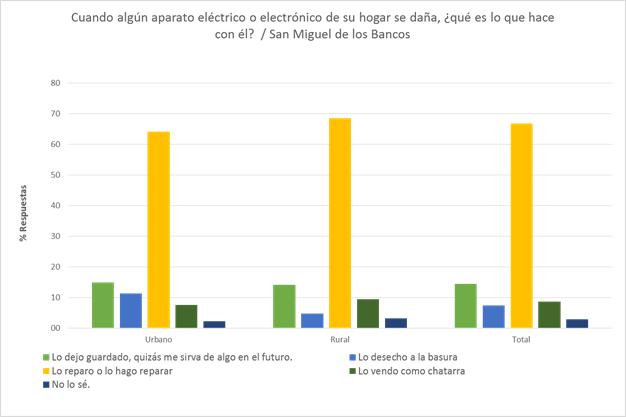 Cuando algún aparato eléctrico o electrónico de su hogar se daña, ¿qué es lo que hace
con él?  / San Miguel de los Bancos
80
70
60
50
40
30
20
10
00
% Respuestas
Urbano Rural Total
Lo dejo guardado, quizás me sirva de algo en el futuro. Lo desecho a la basura
Lo reparo o lo hago reparar Lo vendo como chatarra
No lo sé.